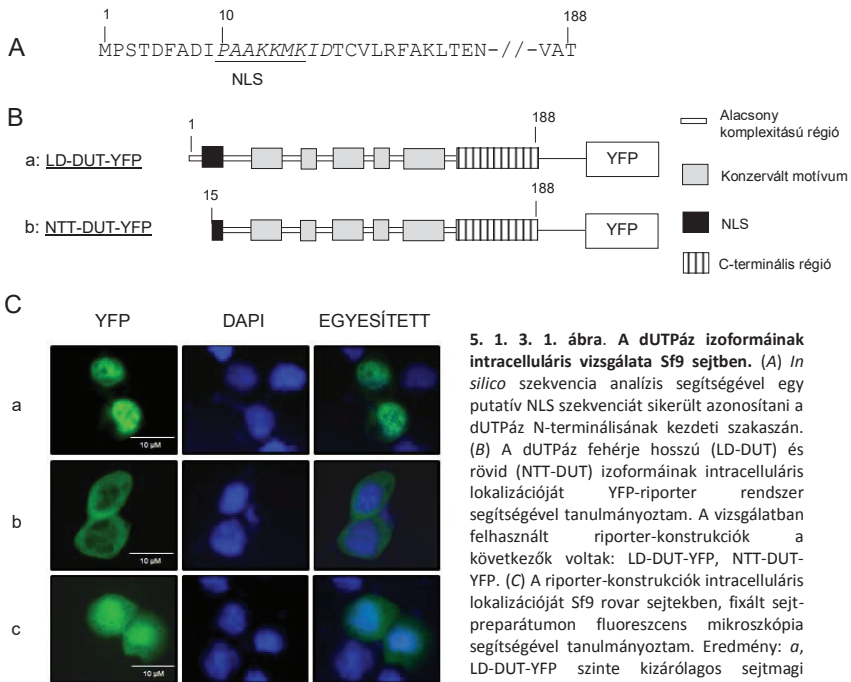 1 10 188
A MPSTDFADIPAAKKMKIDTCVLRFAKLTEN-//-VAT
NLS
B
1 188
a: LD-DUT-YFP YFP
15 188
b: NTT-DUT-YFP YFP
Alacsony
komplexitású régió
Konzervált motívum
NLS
C-terminális régió
C
YFP DAPI EGYESÍTETT
a
10 µM
b
10 µM
c
10 µM
5. 1. 3. 1. ábra. A dUTPáz izoformáinak
intracelluláris vizsgálata Sf9 sejtben. (A) In
silico szekvencia analízis segítségével egy
putatív NLS szekvenciát sikerült azonosítani a
dUTPáz N-terminálisának kezdeti szakaszán.
(B) A dUTPáz fehérje hosszú (LD-DUT) és
rövid (NTT-DUT) izoformáinak intracelluláris
lokalizációját YFP-riporter rendszer
segítségével tanulmányoztam. A vizsgálatban
felhasznált riporter-konstrukciók a
következők voltak: LD-DUT-YFP, NTT-DUT-
YFP. (C) A riporter-konstrukciók intracelluláris
lokalizációját Sf9 rovar sejtekben, fixált sejt-
preparátumon fluoreszcens mikroszkópia
segítségével tanulmányoztam. Eredmény: a,
LD-DUT-YFP szinte kizárólagos sejtmagi